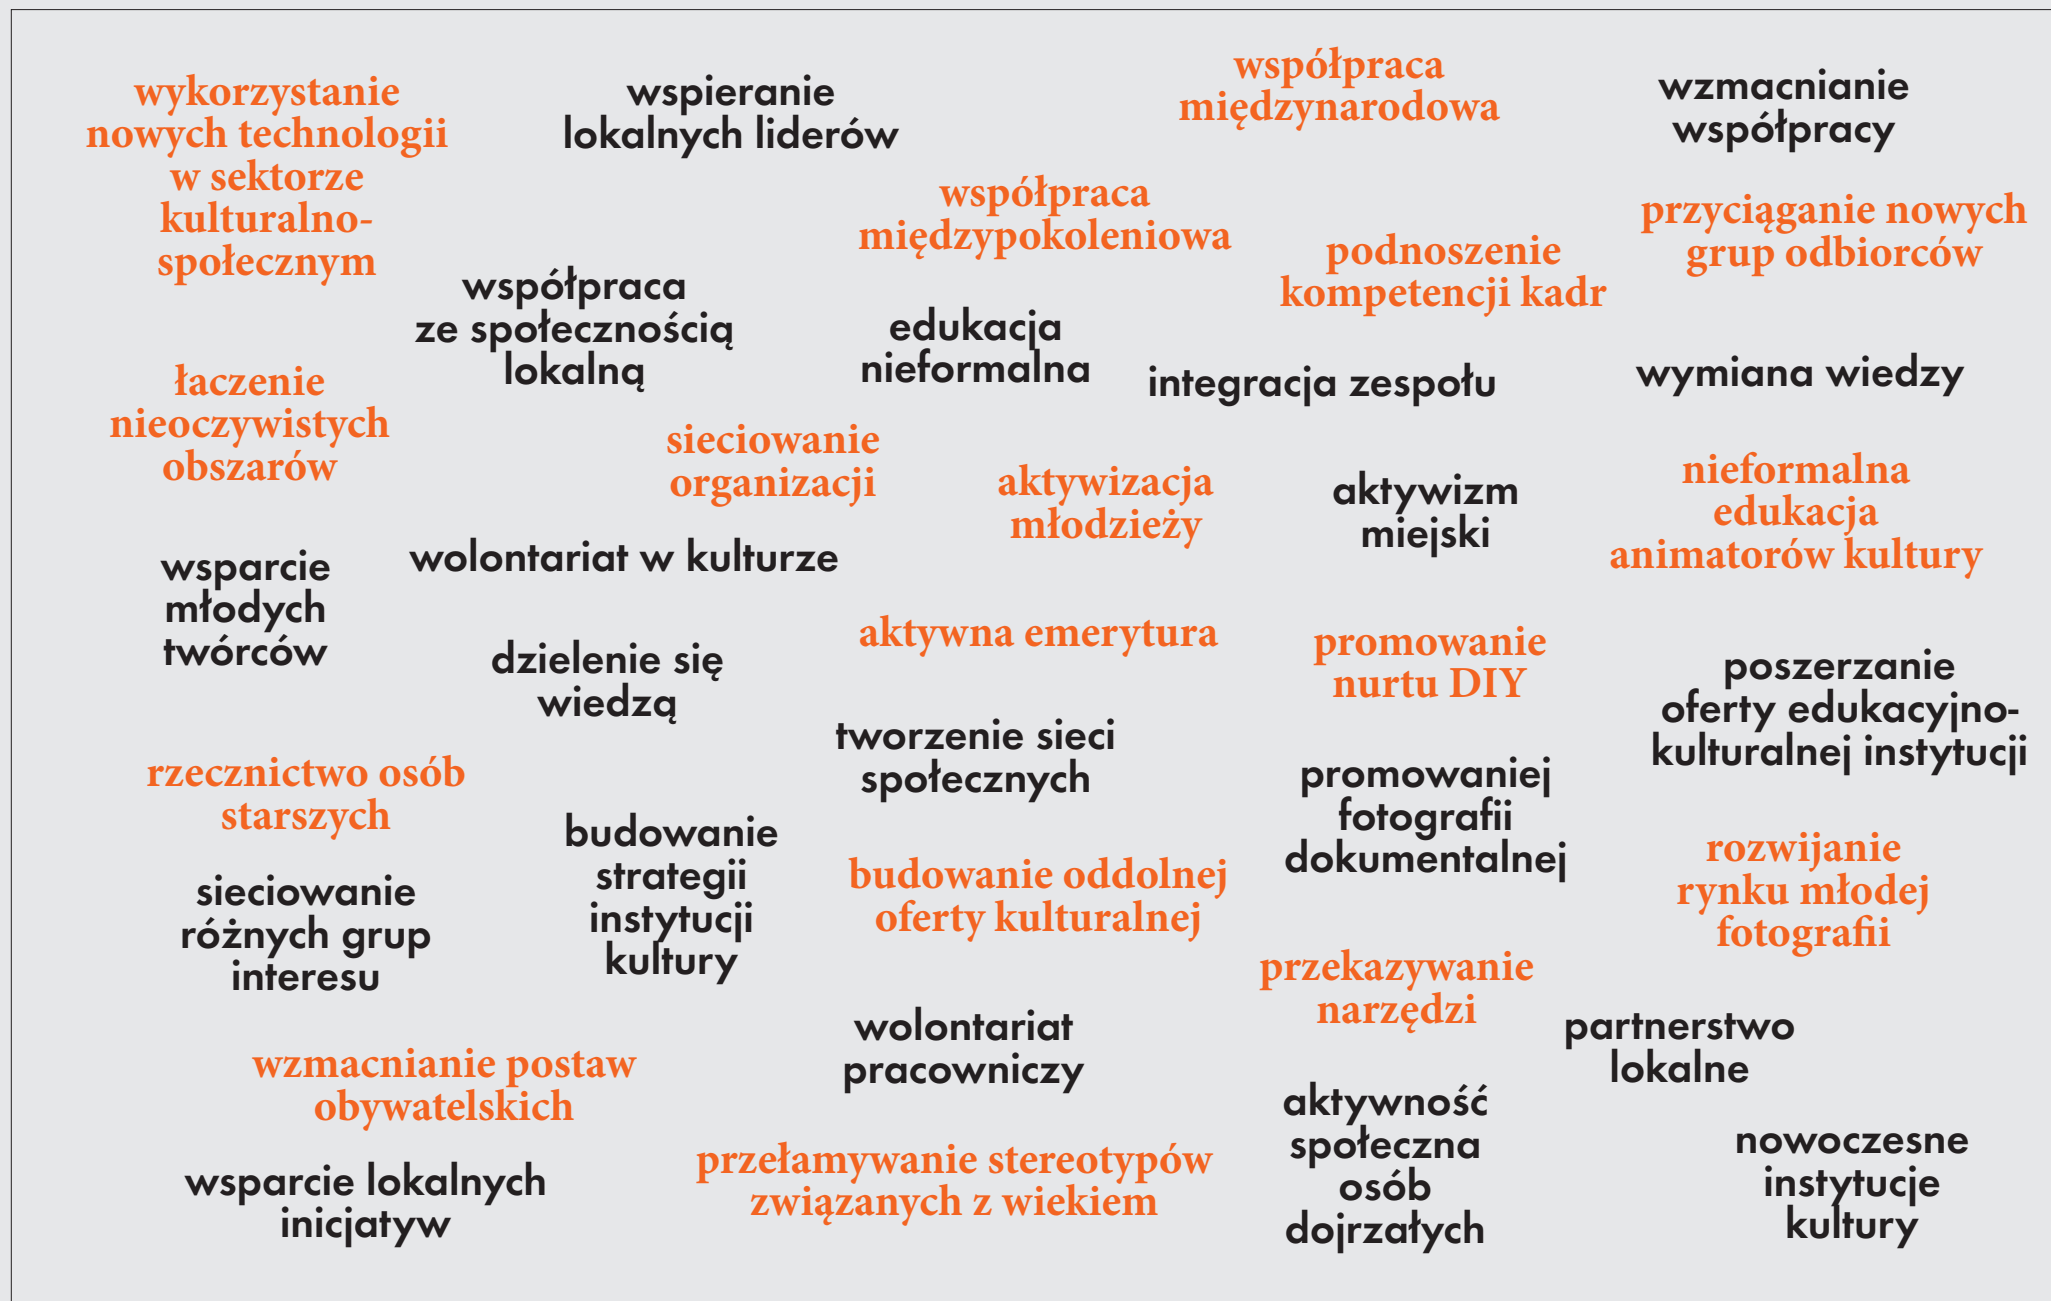 wykorzystanie
nowych technologii
w sektorze
kulturalno-
społecznym
wspieranie
lokalnych liderów
współpraca
międzynarodowa
wzmacnianie
współpracy
współpraca
międzypokoleniowa
przyciąganie nowych
grup odbiorców
podnoszenie
kompetencji kadr
współpraca
ze społecznością
lokalną
edukacja
nieformalna
integracja zespołu
wymiana wiedzy
łaczenie
nieoczywistych
obszarów
sieciowanie
organizacji
aktywizacja
młodzieży
aktywizm
miejski
nieformalna
edukacja
animatorów kultury
wsparcie
młodych
twórców
wolontariat w kulturze
dzielenie się
wiedzą
aktywna emerytura
promowanie
nurtu DIY
poszerzanie
oferty edukacyjno-
kulturalnej instytucji
rzecznictwo osób
starszych
tworzenie sieci
społecznych
promowaniej
fotografii
dokumentalnej
budowanie
strategii
instytucji
kultury
sieciowanie
różnych grup
interesu
budowanie oddolnej
oferty kulturalnej
rozwijanie
rynku młodej
fotografii
przekazywanie
narzędzi
wolontariat
pracowniczy
partnerstwo
lokalne
wzmacnianie postaw
obywatelskich
aktywność
społeczna
osób
dojrzałych
przełamywanie stereotypów
związanych z wiekiem
nowoczesne
instytucje
kultury
wsparcie lokalnych
inicjatyw